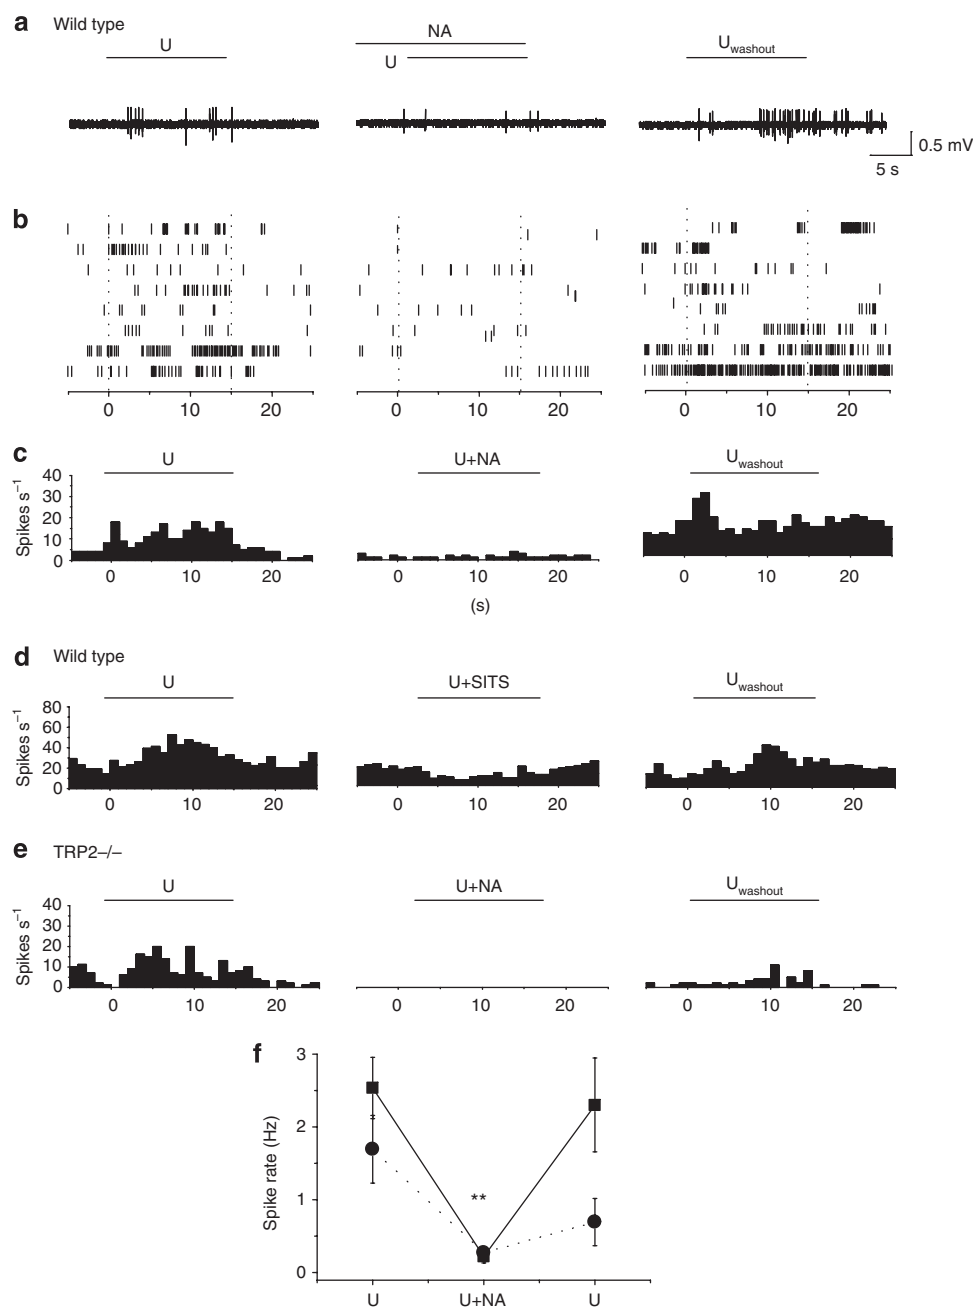 a Wild type
U NA U U washout
0.5 mV
5 s
b
0 10 20 0 10 20 0 10 20
c U U+NA U washout
Spikes s−1
40
30
20
10
0
0 10 20 0 10 20 0 10 20
(s)
d Wild type
U U+SITS U washout
Spikes s−1
80
60
40
20
0
0 10 20 0 10 20 0 10 20
e TRP2−/−
U U+NA U washout
Spikes s−1
40
30
20
10
0
0 10 20 0 10 20 0 10 20
f
Spike rate (Hz)
3
2
1
0
**
U U+NA U